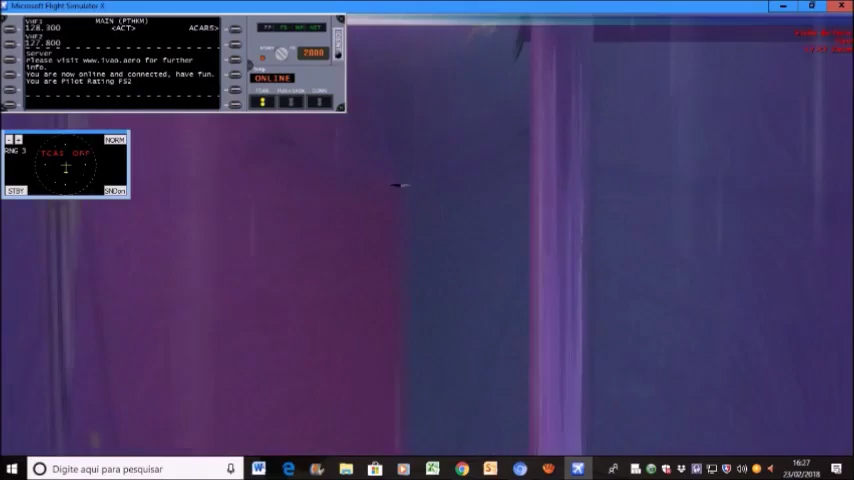 Microsoft Flight Simulator X
VHF1
MAIN (PTHKM)
128.300
<ACT>
ACARS>
VHF2
127.800
Server
Please visit www.ivao.aero for further
info.
You are now online and connected, have fun.
You are Pilot Rating FS2
2000
ONLINE
- +
NORM
RNG 3
TCAS OFF
STBY
SNDon
Digite aqui para pesquisar
16:27
23/02/2018